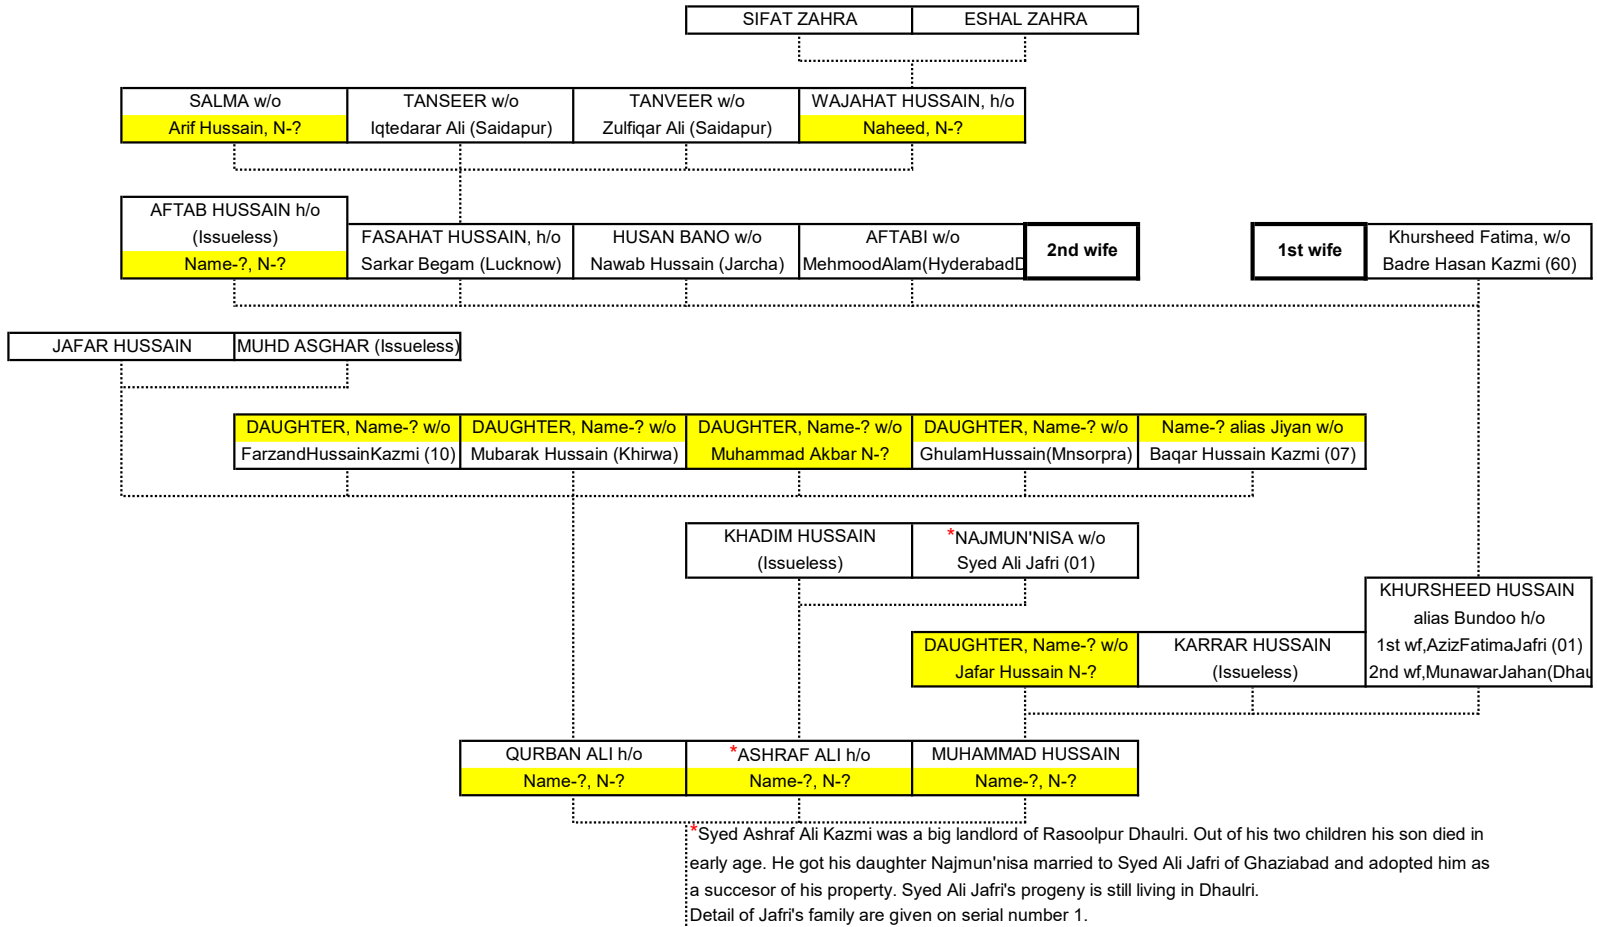 SIFAT ZAHRA
ESHAL ZAHRA
SALMA w/o
Arif Hussain, N-?
TANSEER w/o
Iqtedarar Ali (Saidapur)
TANVEER w/o
Zulfiqar Ali (Saidapur)
WAJAHAT HUSSAIN, h/o
Naheed, N-?
AFTAB HUSSAIN h/o
(Issueless)
Name-?, N-?
FASAHAT HUSSAIN, h/o
Sarkar Begam (Lucknow)
HUSAN BANO w/o
Nawab Hussain (Jarcha)
AFTABI w/o
MehmoodAlam(HyderabadD
2nd wife
1st wife
Khursheed Fatima, w/o
Badre Hasan Kazmi (60)
JAFAR HUSSAIN
MUHD ASGHAR (Issueless)
DAUGHTER, Name-? w/o
FarzandHussainKazmi (10)
DAUGHTER, Name-? w/o
Mubarak Hussain (Khirwa)
DAUGHTER, Name-? w/o
Muhammad Akbar N-?
DAUGHTER, Name-? w/o
GhulamHussain(Mnsorpra)
Name-? alias Jiyan w/o
Baqar Hussain Kazmi (07)
KHADIM HUSSAIN
(Issueless)
*NAJMUN'NISA w/o
Syed Ali Jafri (01)
DAUGHTER, Name-? w/o
Jafar Hussain N-?
KARRAR HUSSAIN
(Issueless)
KHURSHEED HUSSAIN
alias Bundoo h/o
1st wf,AzizFatimaJafri (01)
2nd wf,MunawarJahan(Dhau
QURBAN ALI h/o
Name-?, N-?
*ASHRAF ALI h/o
Name-?, N-?
MUHAMMAD HUSSAIN
Name-?, N-?
*Syed Ashraf Ali Kazmi was a big landlord of Rasoolpur Dhaulri. Out of his two children his son died in
early age. He got his daughter Najmun'nisa married to Syed Ali Jafri of Ghaziabad and adopted him as
a succesor of his property. Syed Ali Jafri's progeny is still living in Dhaulri.
Detail of Jafri's family are given on serial number 1.